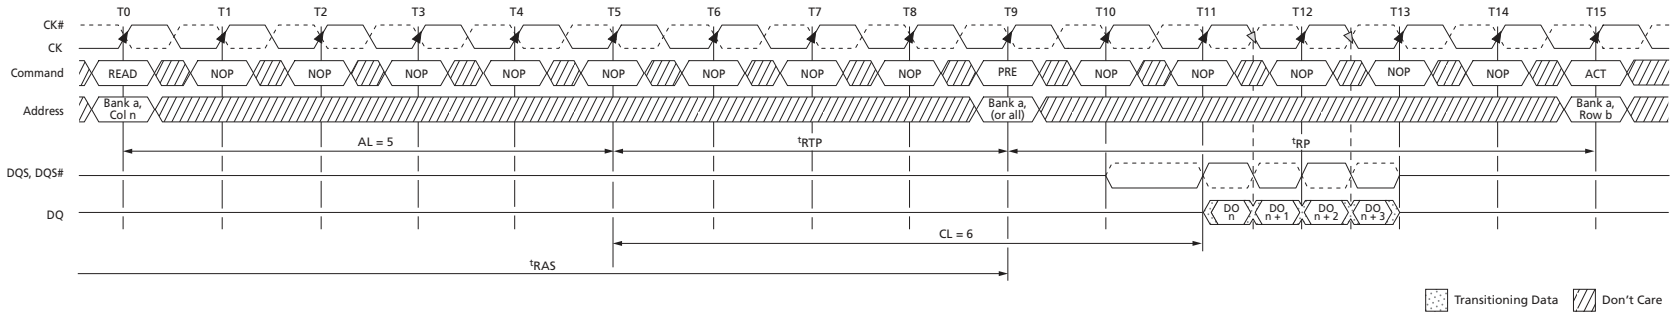 T0 T1 T2 T3 T4 T5 T6 T7 T8 T9 T10 T11 T12 T13 T14 T15
CK#
CK
Command READ NOP NOP NOP NOP NOP NOP NOP NOP PRE NOP NOP NOP NOP NOP ACT
Address Bank a, Bank a, Bank a,
Col n (or all) Row b
AL = 5 tRTP tRP
DQS, DQS#
DQ DO DO DO DO
n n + 1 n + 2 n + 3
CL = 6
tRAS
Transitioning Data Don't Care